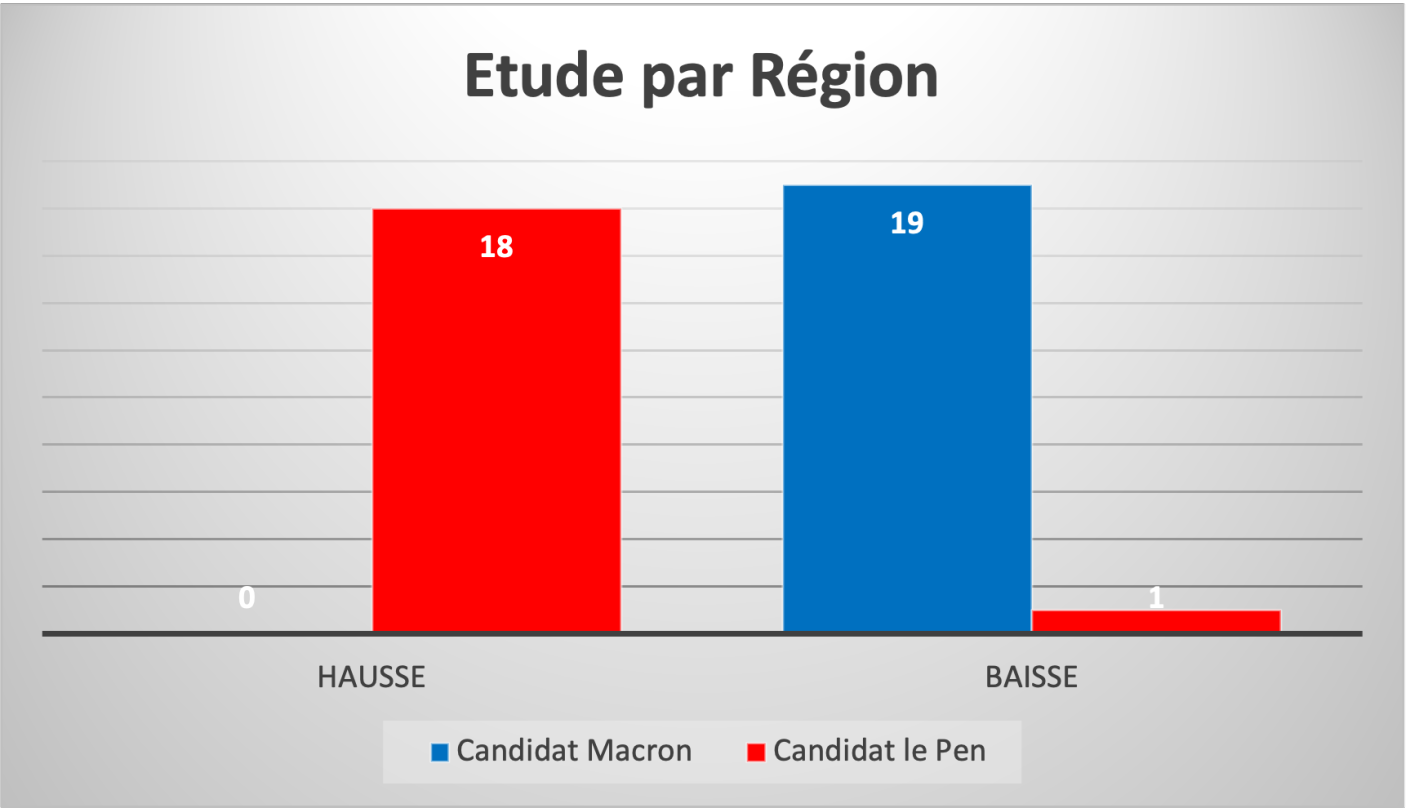 Etude par Région
18
19
0
1
HAUSSE
BAISSE
Candidat Macron
Candidat le Pen